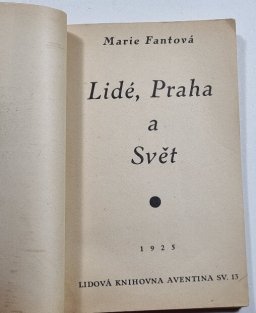 Marie Fantová
Lidé, Praha
a
Svět
1925
LIDOVÁ KNIHOVNA AVENTINA SV. 13